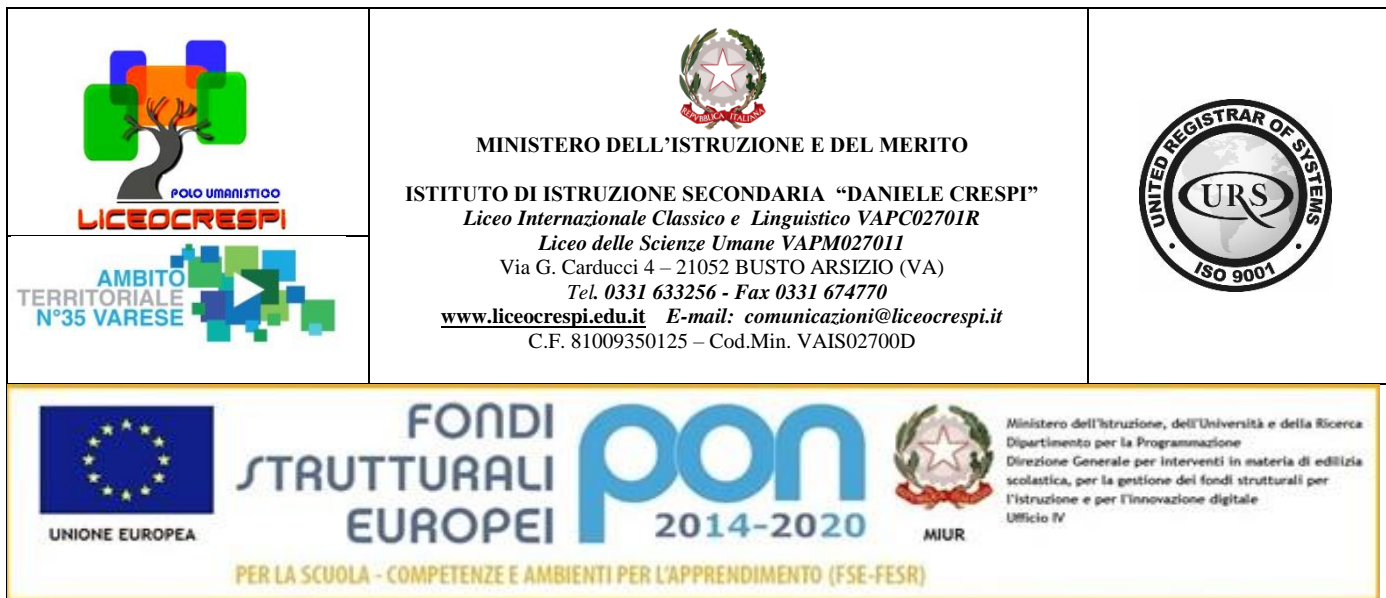 POLO UMANISTICO
LICEOCRESPI
AMBITO
TERRITORIALE
N°35 VARESE
REPVBBLICA ITALIANA
MINISTERO DELL’ISTRUZIONE E DEL MERITO
ISTITUTO DI ISTRUZIONE SECONDARIA “DANIELE CRESPI”
Liceo Internazionale Classico e Linguistico VAPC02701R
Liceo delle Scienze Umane VAPM027011
Via G. Carducci 4 – 21052 BUSTO ARSIZIO (VA)
Tel. 0331 633256 - Fax 0331 674770
www.liceocrespi.edu.it E-mail: comunicazioni@liceocrespi.it
C.F. 81009350125 – Cod.Min. VAIS02700D
UNITED REGISTRAR OF SYSTEMS
URS
ISO 9001
UNIONE EUROPEA
FONDI
STRUTTURALI
EUROPEI
pon
2014-2020
MIUR
Ministero dell'Istruzione, dell'Università e della Ricerca
Dipartimento per la Programmazione
Direzione Generale per interventi in materia di edilizia
scolastica, per la gestione dei fondi strutturali per
l'istruzione e per l'innovazione digitale
Ufficio IV
PER LA SCUOLA - COMPETENZE E AMBIENTI PER L'APPRENDIMENTO (FSE-FESR)